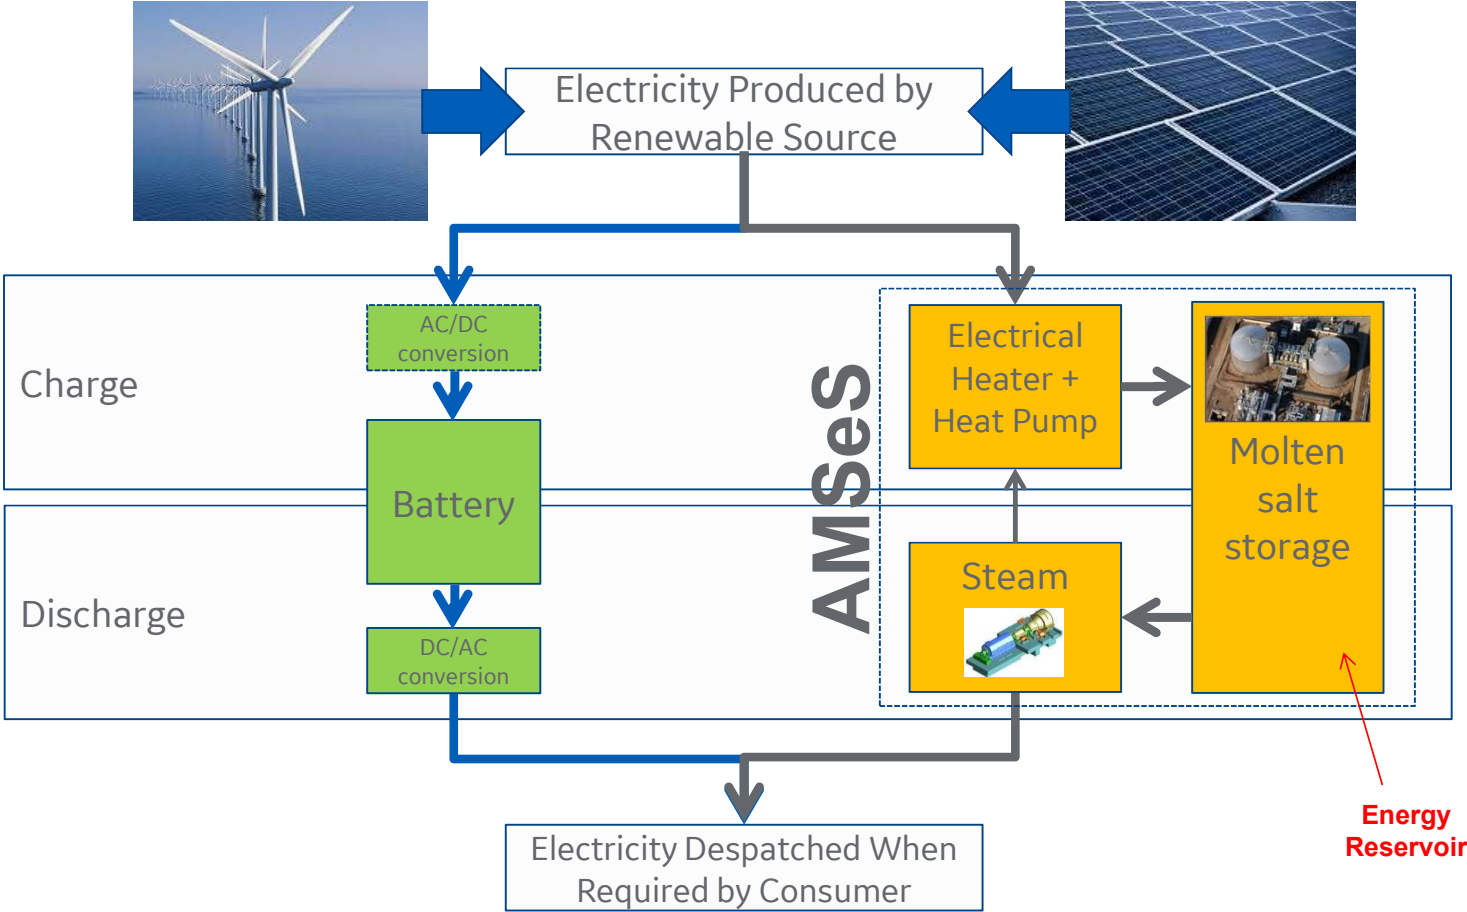 Electricity Produced by
Renewable Source
AC/DC
conversion
Electrical
Heater +
Heat Pump
Charge
AMSeS
Molten
salt
storage
Battery
Steam
Discharge
DC/AC
conversion
Energy
Reservoir
Electricity Despatched When
Required by Consumer